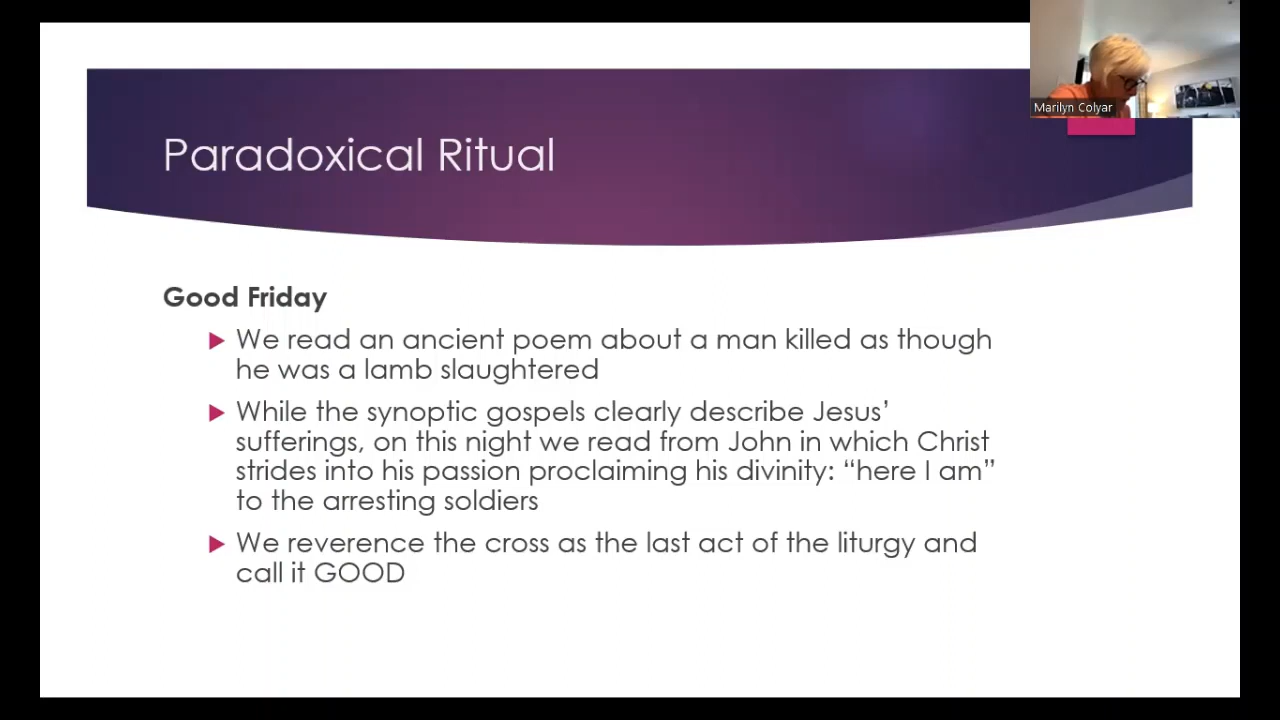 Marilyn Colyar
Paradoxical Ritual
Good Friday
We read an ancient poem about a man killed as though
he was a lamb slaughtered
While the synoptic gospels clearly describe Jesus’
sufferings, on this night we read from John in which Christ
strides into his passion proclaiming his divinity: “here I am”
to the arresting soldiers
We reverence the cross as the last act of the liturgy and
call it GOOD